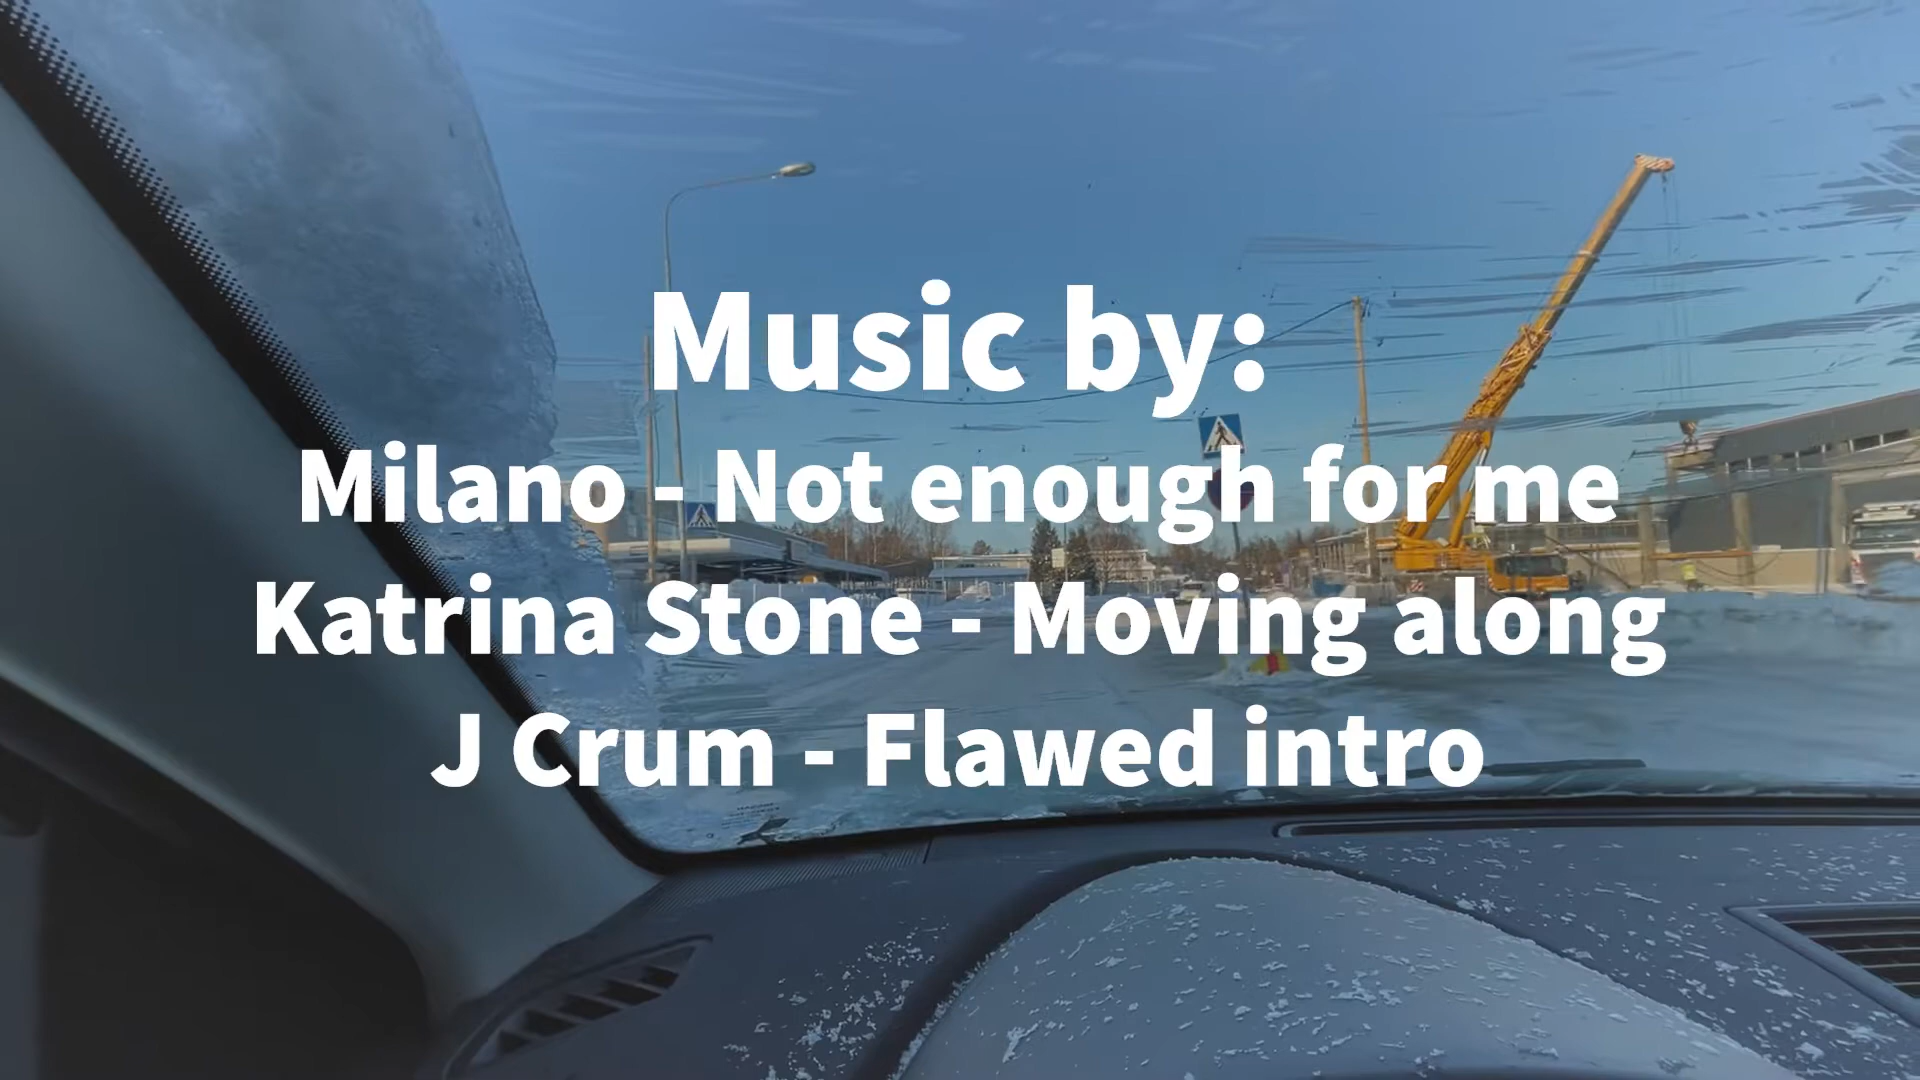 Music by:
Milano - Not enough for me
Katrina Stone - Moving along
J Crum - Flawed intro